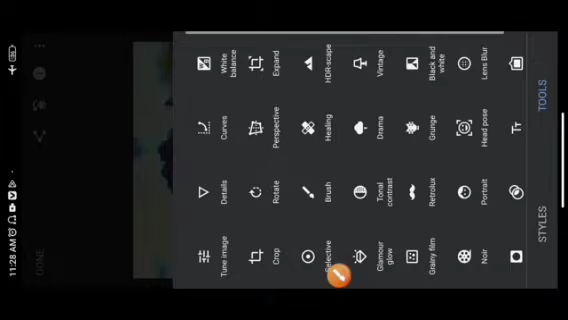 11:28 AM
DONE
Tune image
Details
Curves
White balance
Crop
Rotate
Perspective
Expand
Selective
Brush
Healing
HDR-scape
Glamour glow
Tonal contrast
Drama
Vintage
Grainy film
Retrolux
Grunge
Black and white
Noir
Portrait
Head pose
Lens Blur
STYLES
TOOLS